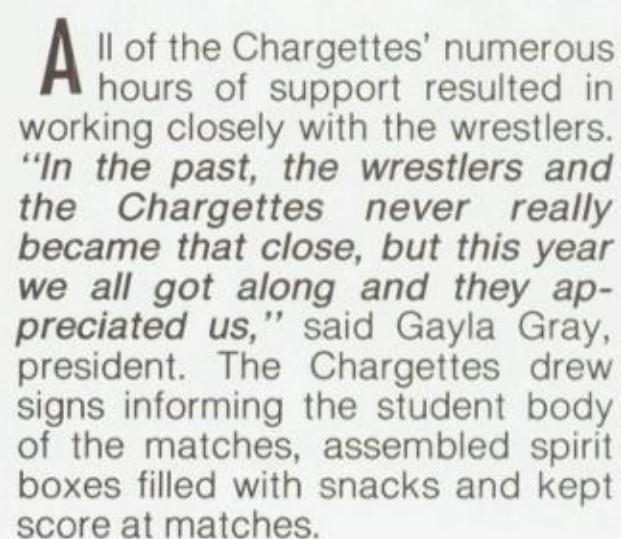 All of the Chargettes' numerous
hours of support resulted in
working closely with the wrestlers.
"In the past, the wrestlers and
the Chargettes never really
became that close, but this year
we all got along and they ap-
preciated us," said Gayla Gray,
president. The Chargettes drew
signs informing the student body
of the matches, assembled spirit
boxes filled with snacks and kept
score at matches.